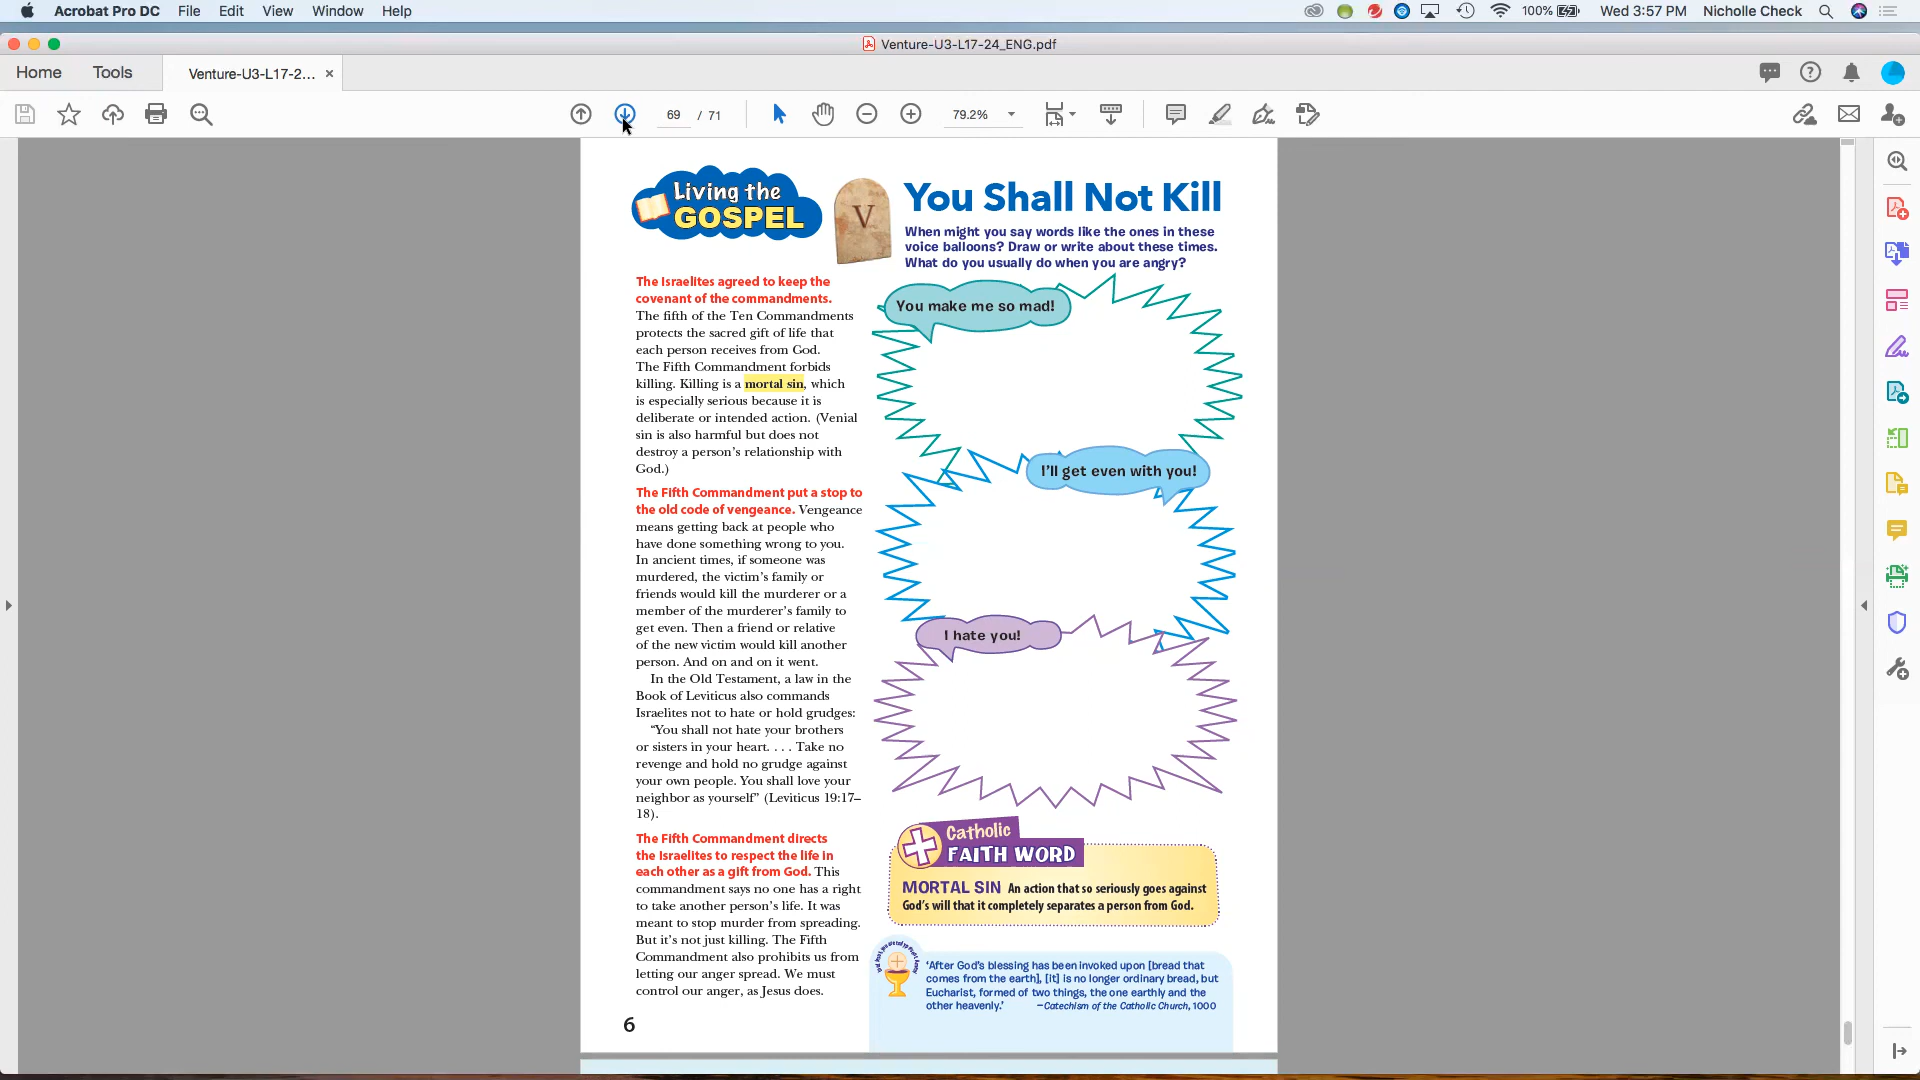 Acrobat Pro DC File Edit View Window Help
100% Wed 3:57 PM Nicholle Check
Venture-U3-L17-24_ENG.pdf
Home Tools Venture-U3-L17-2... ×
69 / 71 79.2%
Living the
GOSPEL
V
You Shall Not Kill
When might you say words like the ones in these
voice balloons? Draw or write about these times.
What do you usually do when you are angry?
The Israelites agreed to keep the
covenant of the commandments.
The fifth of the Ten Commandments
protects the sacred gift of life that
each person receives from God.
The Fifth Commandment forbids
killing. Killing is a mortal sin, which
is especially serious because it is
deliberate or intended action. (Venial
sin is also harmful but does not
destroy a person's relationship with
God.)
The Fifth Commandment put a stop to
the old code of vengeance. Vengeance
means getting back at people who
have done something wrong to you.
In ancient times, if someone was
murdered, the victim's family or
friends would kill the murderer or a
member of the murderer's family to
get even. Then a friend or relative
of the new victim would kill another
person. And on and on it went.
In the Old Testament, a law in the
Book of Leviticus also commands
Israelites not to hate or hold grudges:
“You shall not hate your brothers
or sisters in your heart. . . . Take no
revenge and hold no grudge against
your own people. You shall love your
neighbor as yourself” (Leviticus 19:17–
18).
The Fifth Commandment directs
the Israelites to respect the life in
each other as a gift from God. This
commandment says no one has a right
to take another person's life. It was
meant to stop murder from spreading.
But it's not just killing. The Fifth
Commandment also prohibits us from
letting our anger spread. We must
control our anger, as Jesus does.
6
You make me so mad!
I'll get even with you!
I hate you!
Catholic
FAITH WORD
MORTAL SIN An action that so seriously goes against
God's will that it completely separates a person from God.
‘After God's blessing has been invoked upon [bread that
comes from the earth], [it] is no longer ordinary bread, but
Eucharist, formed of two things, the one earthly and the
other heavenly.’ –Catechism of the Catholic Church, 1000